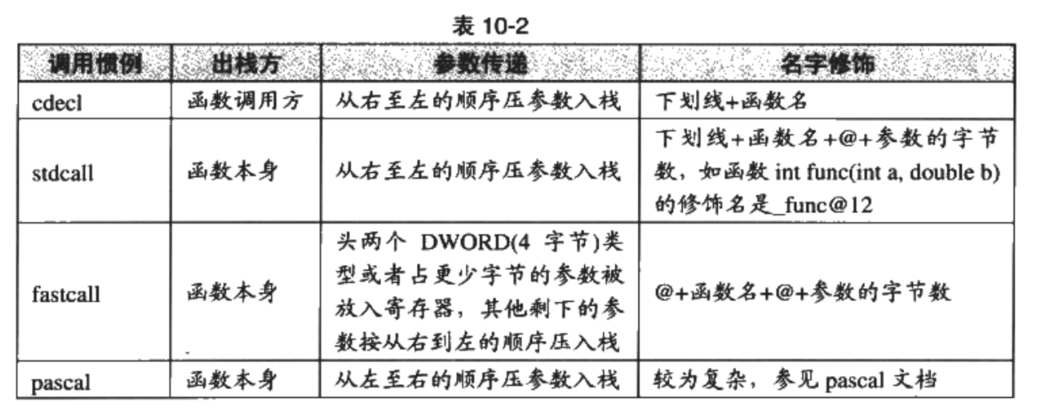 表 10-2
调用惯例 出栈方 参数传递 名字修饰
cdecl 函数调用方 从右至左的顺序压参数入栈 下划线+函数名
stdcall 函数本身 从右至左的顺序压参数入栈 下划线+函数名+@+参数的字节
数，如函数 int func(int a, double b)
的修饰名是_func@12
fastcall 函数本身 头两个 DWORD(4 字节)类
型或者占更少字节的参数被
放入寄存器，其他剩下的参
数按从右到左的顺序压入栈
@+函数名+@+参数的字节数
pascal 函数本身 从左至右的顺序压参数入栈 较为复杂，参见 pascal 文档